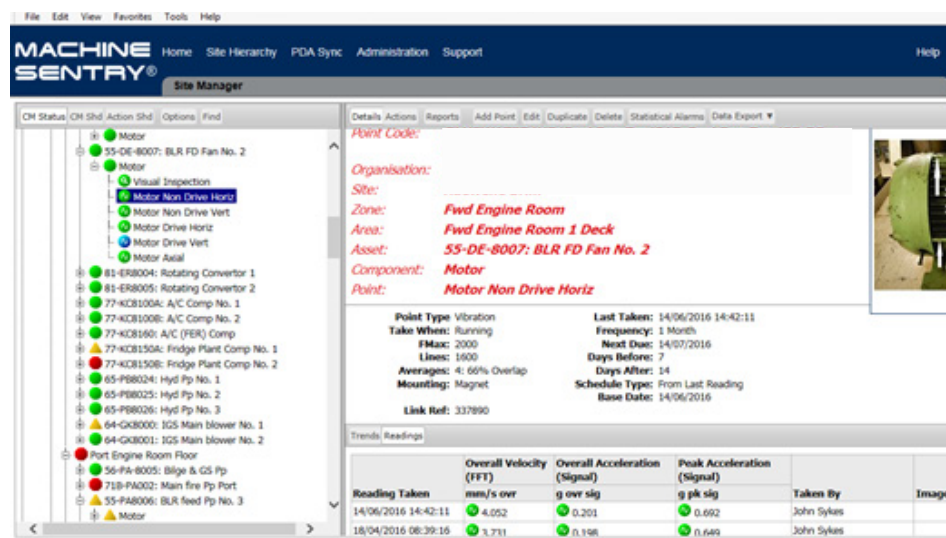 File Edit View Favorites Tools Help
MACHINE SENTRY®
Home Site Hierarchy PDA Sync Administration Support Help
Site Manager
CM Status CM Shd Action Shd Options Find
Motor
55-DE-8007: BLR FD Fan No. 2
Motor
Visual Inspection
Motor Non Drive Horiz
Motor Non Drive Vert
Motor Drive Horiz
Motor Drive Vert
Motor Axial
81-ER8004: Rotating Convertor 1
81-ER8005: Rotating Convertor 2
77-KC8100A: A/C Comp No. 1
77-KC8100B: A/C Comp No. 2
77-KC8160: A/C (FER) Comp
77-KC8150A: Fridge Plant Comp No. 1
77-KC8150B: Fridge Plant Comp No. 2
65-PB8024: Hyd Pp No. 1
65-PB8025: Hyd Pp No. 2
65-PB8026: Hyd Pp No. 3
64-GK8000: IGS Main blower No. 1
64-GK8001: IGS Main blower No. 2
Port Engine Room Floor
56-PA-8005: Bilge & GS Pp
71B-PA002: Main fire Pp Port
55-PA8006: BLR feed Pp No. 3
Motor
Details Actions Reports Add Point Edit Duplicate Delete Statistical Alarms Data Export ▼
Point Code:
Organisation:
Site:
Zone: Fwd Engine Room
Area: Fwd Engine Room 1 Deck
Asset: 55-DE-8007: BLR FD Fan No. 2
Component: Motor
Point: Motor Non Drive Horiz
Point Type Vibration Last Taken: 14/06/2016 14:42:11
Take When: Running Frequency: 1 Month
FMax: 2000 Next Due: 14/07/2016
Lines: 1600 Days Before: 7
Averages: 4: 66% Overlap Days After: 14
Mounting: Magnet Schedule Type: From Last Reading
Base Date: 14/06/2016
Link Ref: 337890
Trends Readings
Overall Velocity (FFT) Overall Acceleration (Signal) Peak Acceleration (Signal)
Reading Taken mm/s ovr g ovr sig g pk sig Taken By Image
14/06/2016 14:42:11 4.052 0.201 0.692 John Sykes
18/04/2016 08:39:16 3.731 0.198 0.649 John Sykes